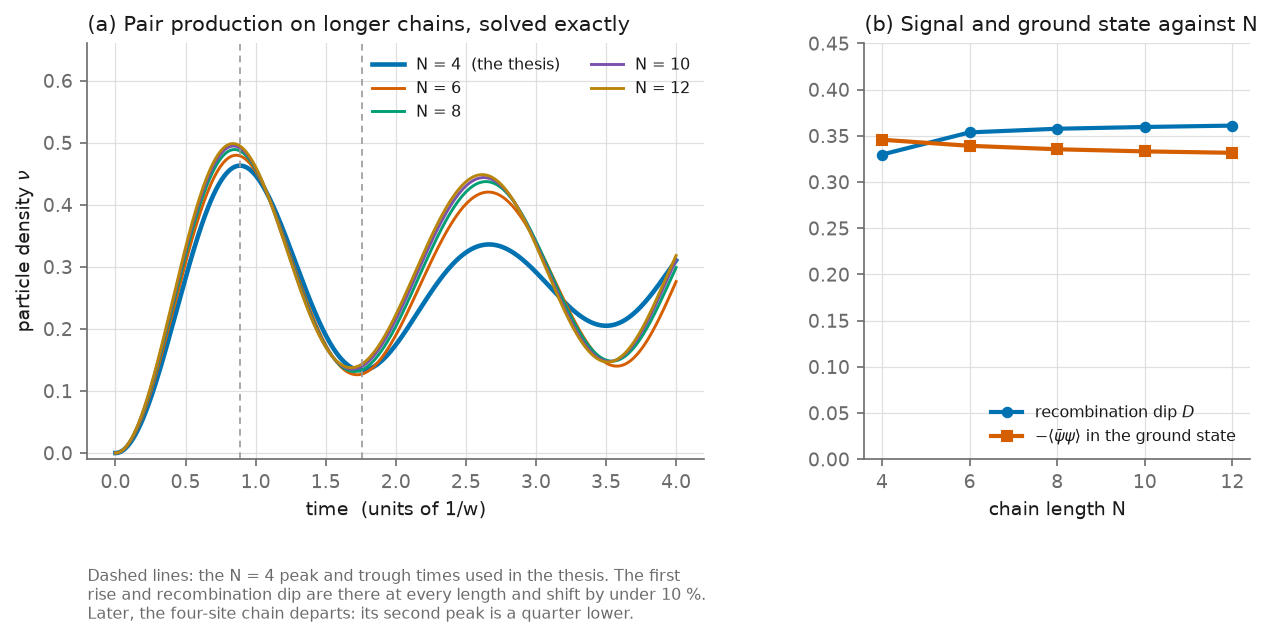 (a) Pair production on longer chains, solved exactly
N = 4  (the thesis)
N = 6
N = 8
N = 10
N = 12
particle density ν
0.6
0.5
0.4
0.3
0.2
0.1
0.0
0.0 0.5 1.0 1.5 2.0 2.5 3.0 3.5 4.0
time  (units of 1/w)
Dashed lines: the N = 4 peak and trough times used in the thesis. The first
rise and recombination dip are there at every length and shift by under 10 %.
Later, the four-site chain departs: its second peak is a quarter lower.
(b) Signal and ground state against N
0.45
0.40
0.35
0.30
0.25
0.20
0.15
0.10
0.05
0.00
recombination dip D
−⟨ψ̄ψ⟩ in the ground state
4 6 8 10 12
chain length N